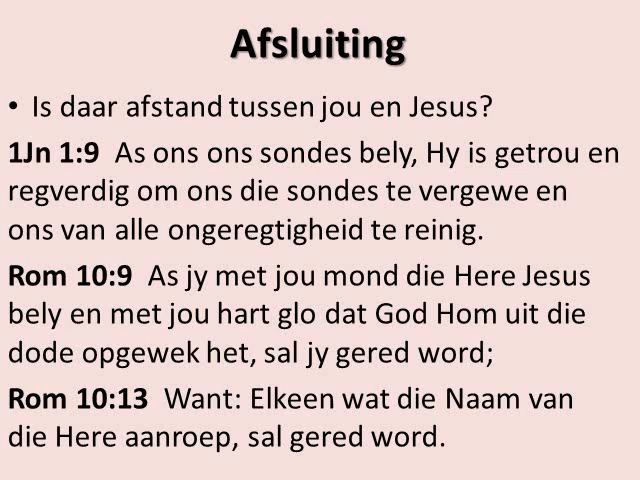 Afsluiting
• Is daar afstand tussen jou en Jesus?
1Jn 1:9 As ons ons sondes bely, Hy is getrou en
regverdig om ons die sondes te vergewe en
ons van alle ongeregtigheid te reinig.
Rom 10:9 As jy met jou mond die Here Jesus
bely en met jou hart glo dat God Hom uit die
dode opgewek het, sal jy gered word;
Rom 10:13 Want: Elkeen wat die Naam van
die Here aanroep, sal gered word.